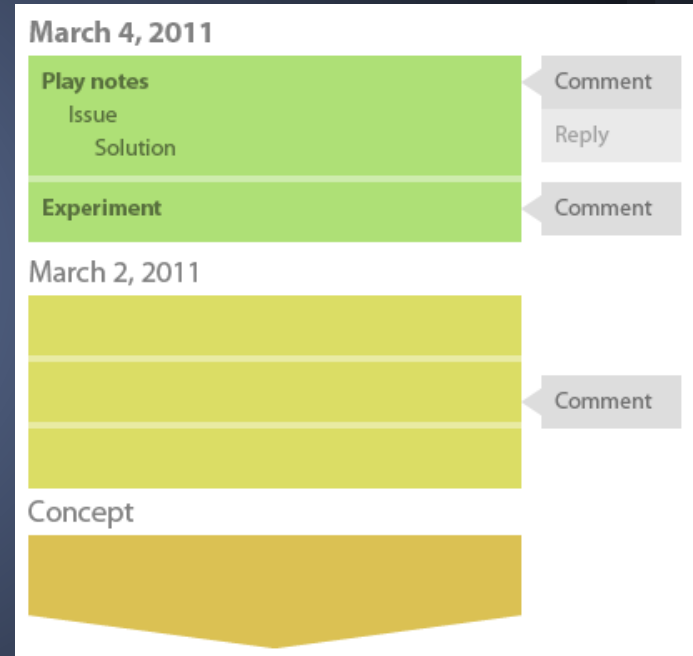 March 4, 2011
Play notes
Issue
Solution
Comment
Reply
Experiment
Comment
March 2, 2011
Comment
Concept